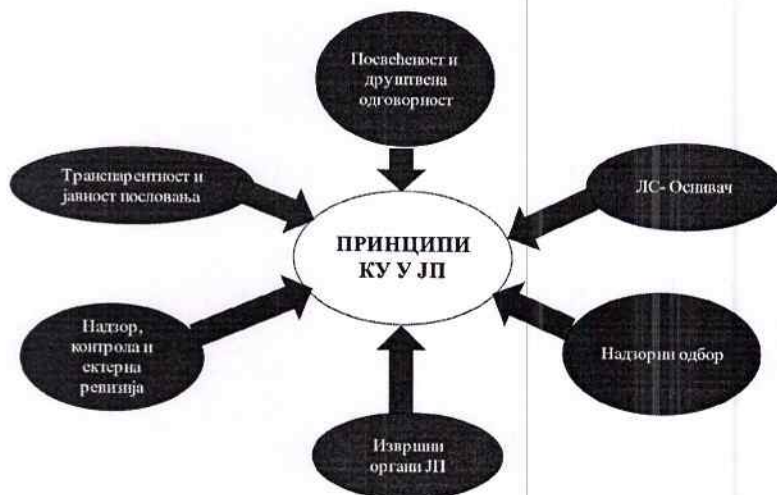 Посвећеност и
друштвена
одговорност
Транспарентност и
јавност пословања
ЛС- Оснивач
ПРИНЦИПИ
КУ У ЈП
Надзор,
контрола и
ектерна
ревизија
Надзорни одбор
Извршни
органи ЈП